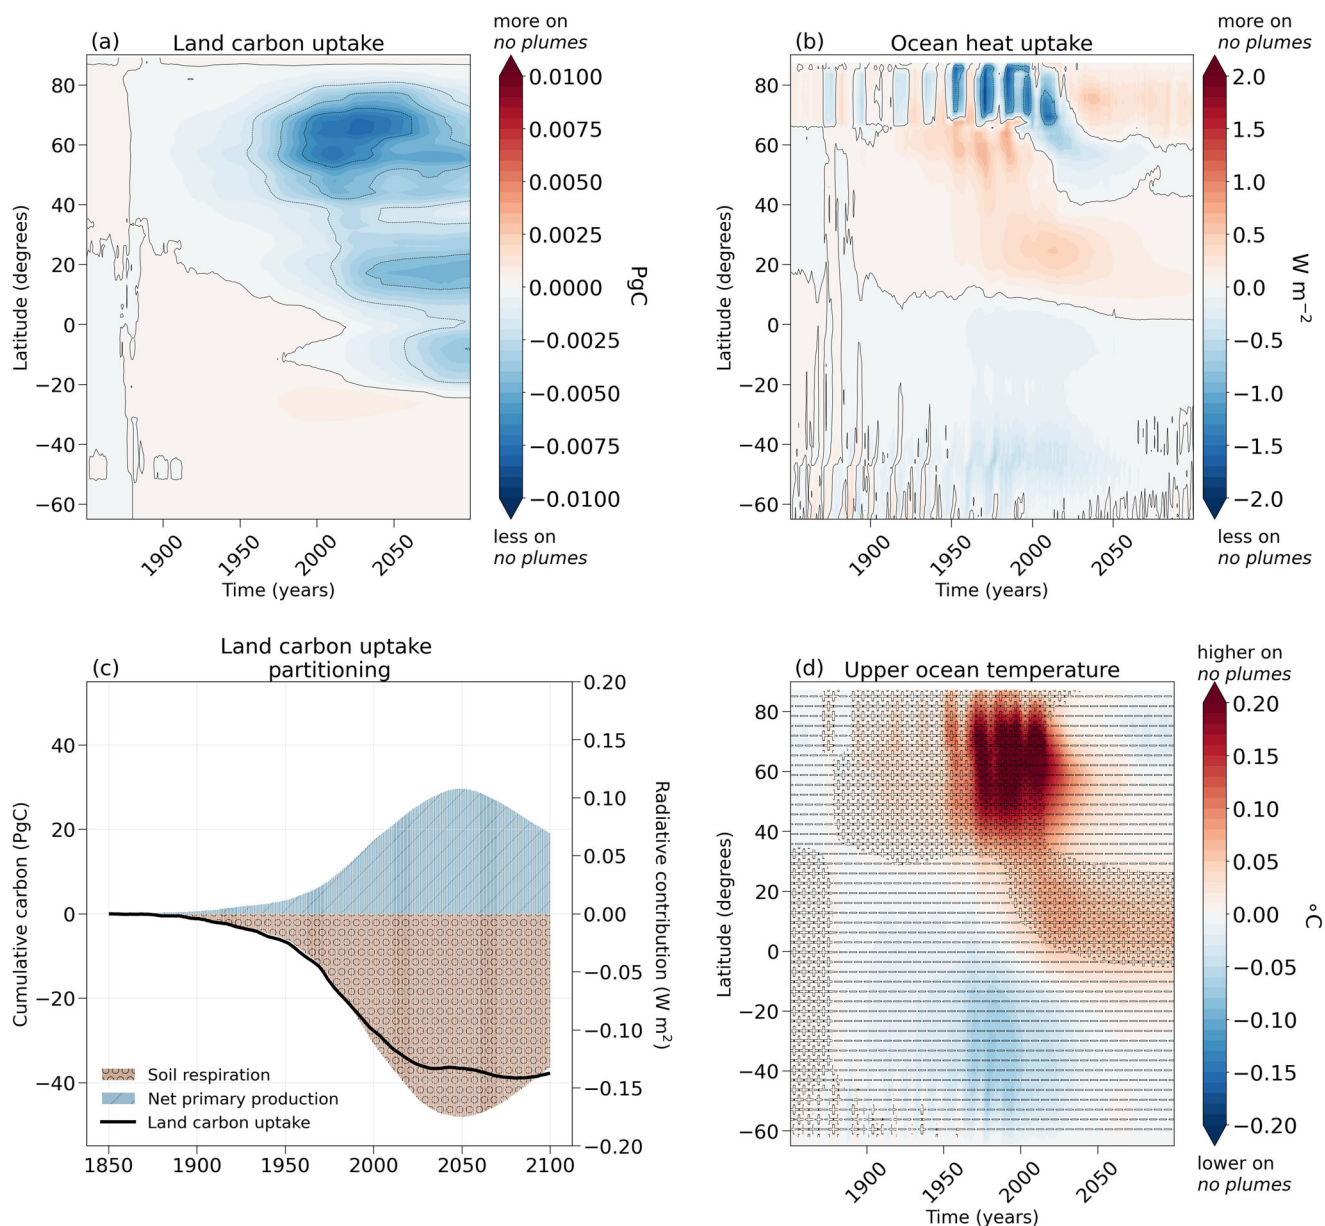 more on
no plumes
(a)
Land carbon uptake
80
60
40
20
0
−20
−40
−60
Latitude (degrees)
1900
1950
2000
2050
Time (years)
0.0100
0.0075
0.0050
0.0025
0.0000
−0.0025
−0.0050
−0.0075
−0.0100
PgC
less on
no plumes
more on
no plumes
(b)
Ocean heat uptake
80
60
40
20
0
−20
−40
−60
Latitude (degrees)
1900
1950
2000
2050
Time (years)
2.0
1.5
1.0
0.5
0.0
−0.5
−1.0
−1.5
−2.0
W m−2
less on
no plumes
Land carbon uptake
(c)
partitioning
40
20
0
−20
−40
Cumulative carbon (PgC)
0.20
0.15
0.10
0.05
0.00
−0.05
−0.10
−0.15
−0.20
Radiative contribution (W m2)
Soil respiration
Net primary production
Land carbon uptake
1850
1900
1950
2000
2050
2100
higher on
no plumes
(d)
Upper ocean temperature
80
60
40
20
0
−20
−40
−60
Latitude (degrees)
1900
1950
2000
2050
Time (years)
0.20
0.15
0.10
0.05
0.00
−0.05
−0.10
−0.15
−0.20
°C
lower on
no plumes